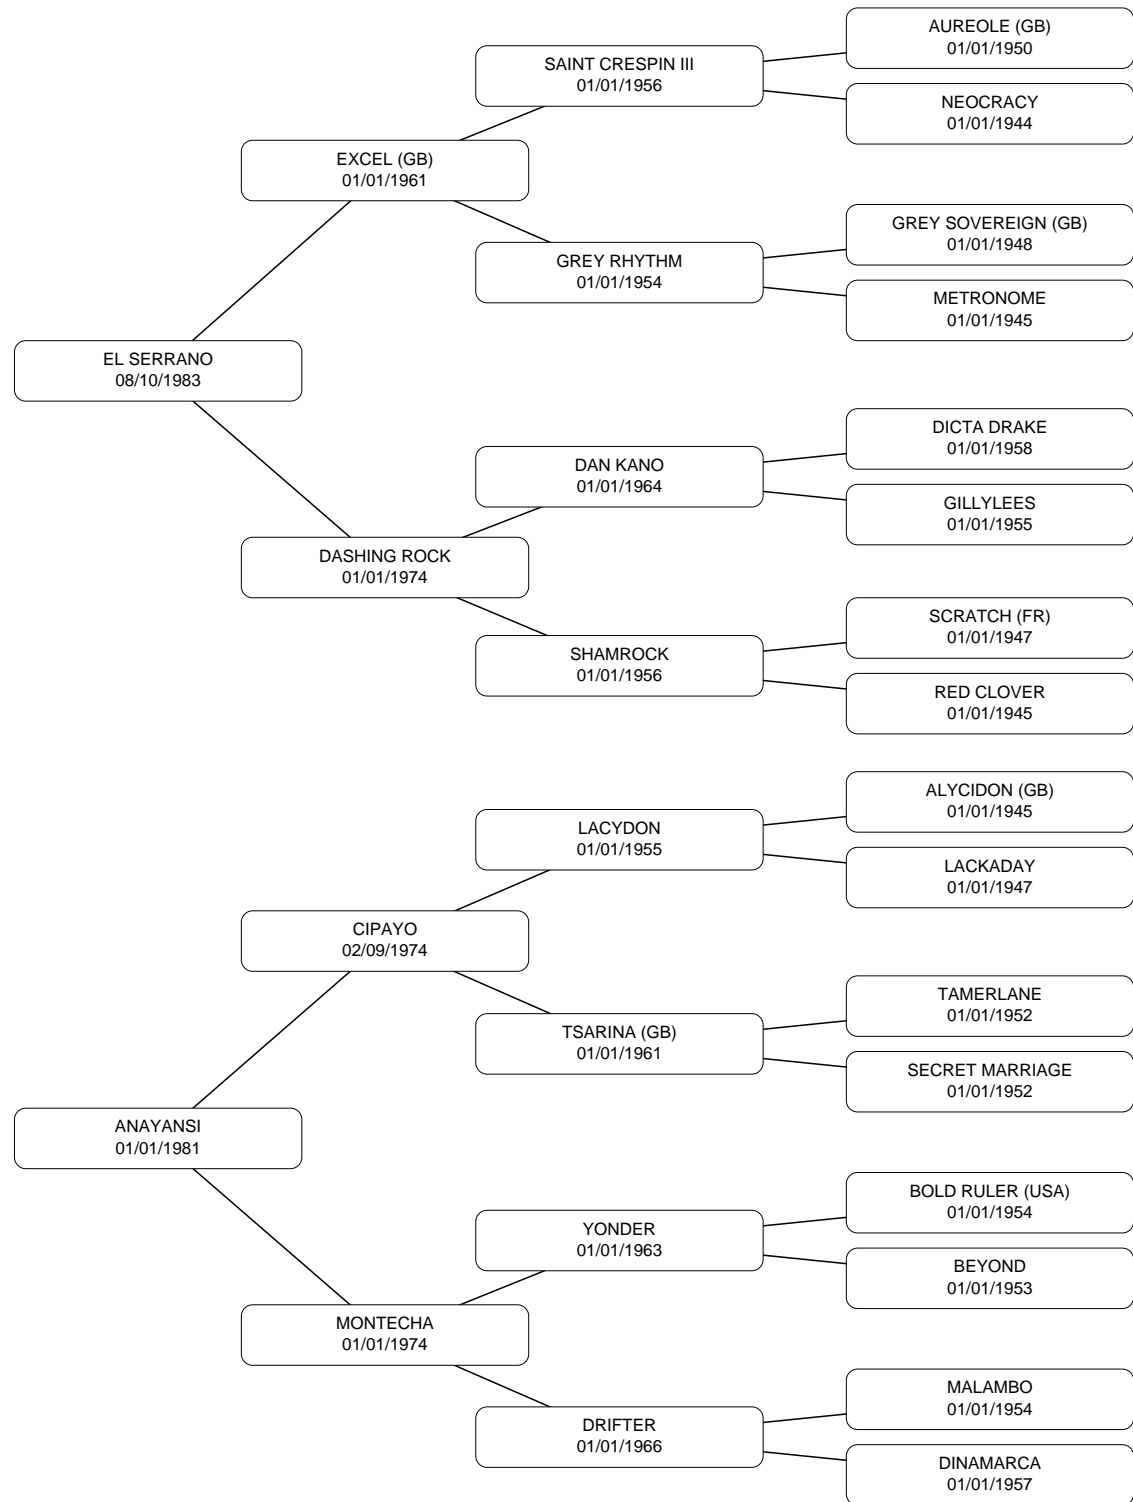 AUREOLE (GB)
01/01/1950
SAINT CRESPIN III
01/01/1956
NEOCRACY
01/01/1944
EXCEL (GB)
01/01/1961
GREY SOVEREIGN (GB)
01/01/1948
GREY RHYTHM
01/01/1954
METRONOME
01/01/1945
EL SERRANO
08/10/1983
DICTA DRAKE
01/01/1958
DAN KANO
01/01/1964
GILLYLEES
01/01/1955
DASHING ROCK
01/01/1974
SCRATCH (FR)
01/01/1947
SHAMROCK
01/01/1956
RED CLOVER
01/01/1945
ALYCIDON (GB)
01/01/1945
LACYDON
01/01/1955
LACKADAY
01/01/1947
CIPAYO
02/09/1974
TAMERLANE
01/01/1952
TSARINA (GB)
01/01/1961
SECRET MARRIAGE
01/01/1952
ANAYANSI
01/01/1981
BOLD RULER (USA)
01/01/1954
YONDER
01/01/1963
BEYOND
01/01/1953
MONTECHA
01/01/1974
MALAMBO
01/01/1954
DRIFTER
01/01/1966
DINAMARCA
01/01/1957